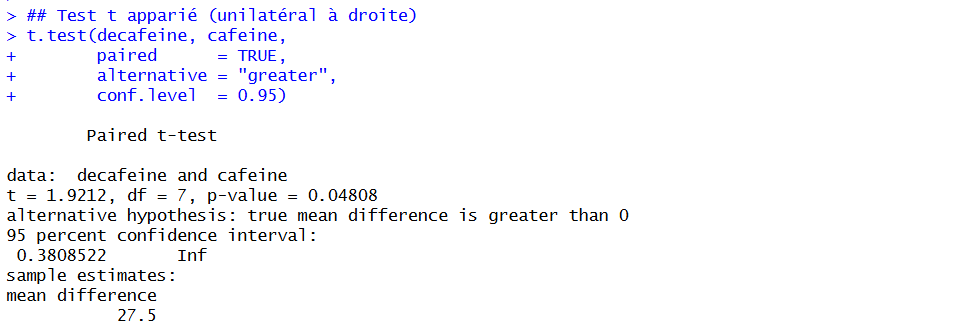 > ## Test t apparié (unilatéral à droite)
> t.test(decafeine, cafeine,
+        paired      = TRUE,
+        alternative = "greater",
+        conf.level  = 0.95)
        Paired t-test
data:  decafeine and cafeine
t = 1.9212, df = 7, p-value = 0.04808
alternative hypothesis: true mean difference is greater than 0
95 percent confidence interval:
 0.3808522       Inf
sample estimates:
mean difference
           27.5